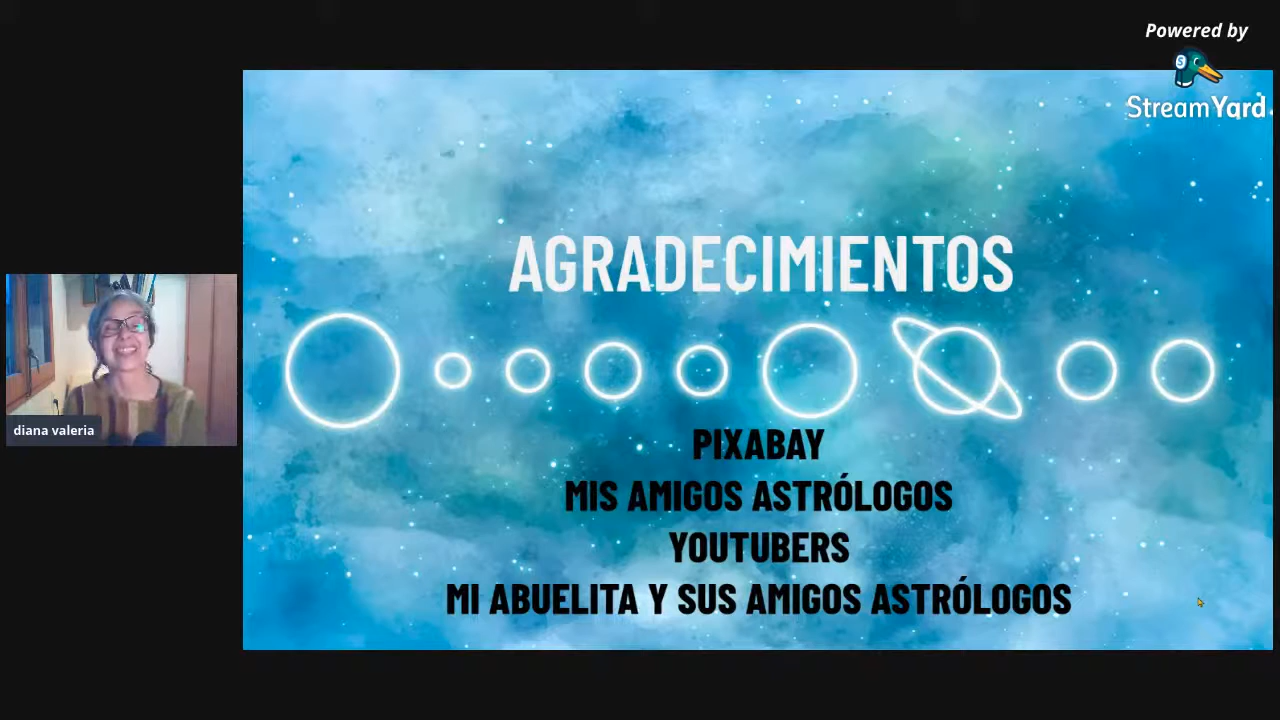 Powered by
StreamYard
AGRADECIMIENTOS
PIXABAY
MIS AMIGOS ASTRÓLOGOS
YOUTUBERS
MI ABUELITA Y SUS AMIGOS ASTRÓLOGOS
diana valeria